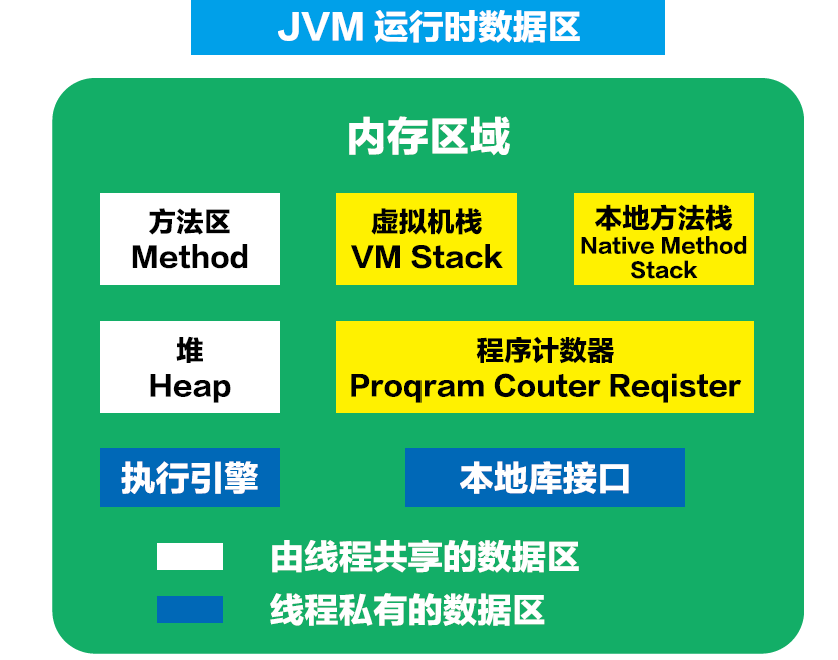 JVM 运行时数据区
内存区域
方法区
Method
虚拟机栈
VM Stack
本地方法栈
Native Method
Stack
堆
Heap
程序计数器
Proqram Couter Reqister
执行引擎
本地库接口
由线程共享的数据区
线程私有的数据区